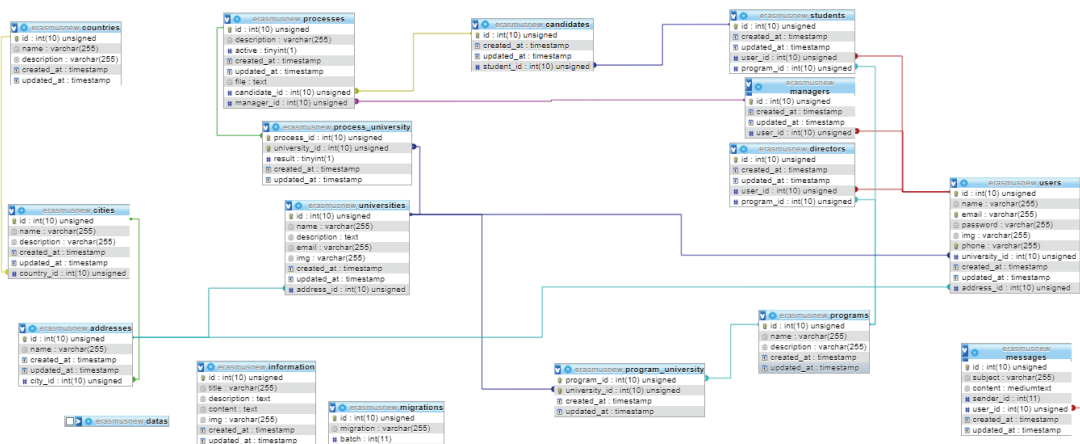 erasmusnew countries
id : int(10) unsigned
name : varchar(255)
description : varchar(255)
created_at : timestamp
updated_at : timestamp
erasmusnew processes
id : int(10) unsigned
description : varchar(255)
active : tinyint(1)
created_at : timestamp
updated_at : timestamp
file : text
candidate_id : int(10) unsigned
manager_id : int(10) unsigned
erasmusnew candidates
id : int(10) unsigned
created_at : timestamp
updated_at : timestamp
student_id : int(10) unsigned
erasmusnew students
id : int(10) unsigned
created_at : timestamp
updated_at : timestamp
user_id : int(10) unsigned
program_id : int(10) unsigned
erasmusnew
managers
id : int(10) unsigned
created_at : timestamp
updated_at : timestamp
user_id : int(10) unsigned
erasmusnew process_university
process_id : int(10) unsigned
university_id : int(10) unsigned
result : tinyint(1)
created_at : timestamp
updated_at : timestamp
erasmusnew directors
id : int(10) unsigned
created_at : timestamp
updated_at : timestamp
user_id : int(10) unsigned
program_id : int(10) unsigned
erasmusnew users
id : int(10) unsigned
name : varchar(255)
email : varchar(255)
password : varchar(255)
img : varchar(255)
phone : varchar(255)
university_id : int(10) unsigned
created_at : timestamp
updated_at : timestamp
address_id : int(10) unsigned
erasmusnew cities
id : int(10) unsigned
name : varchar(255)
description : varchar(255)
created_at : timestamp
updated_at : timestamp
country_id : int(10) unsigned
erasmusnew universities
id : int(10) unsigned
name : varchar(255)
description : text
email : varchar(255)
img : varchar(255)
created_at : timestamp
updated_at : timestamp
address_id : int(10) unsigned
erasmusnew addresses
id : int(10) unsigned
name : varchar(255)
created_at : timestamp
updated_at : timestamp
city_id : int(10) unsigned
erasmusnew programs
id : int(10) unsigned
name : varchar(255)
description : varchar(255)
created_at : timestamp
updated_at : timestamp
erasmusnew information
id : int(10) unsigned
title : varchar(255)
description : text
content : text
img : varchar(255)
created_at : timestamp
updated_at : timestamp
erasmusnew program_university
program_id : int(10) unsigned
university_id : int(10) unsigned
created_at : timestamp
updated_at : timestamp
erasmusnew
messages
id : int(10) unsigned
subject : varchar(255)
content : mediumtext
sender_id : int(11)
user_id : int(10) unsigned
created_at : timestamp
updated_at : timestamp
erasmusnew datas
erasmusnew migrations
id : int(10) unsigned
migration : varchar(255)
batch : int(11)